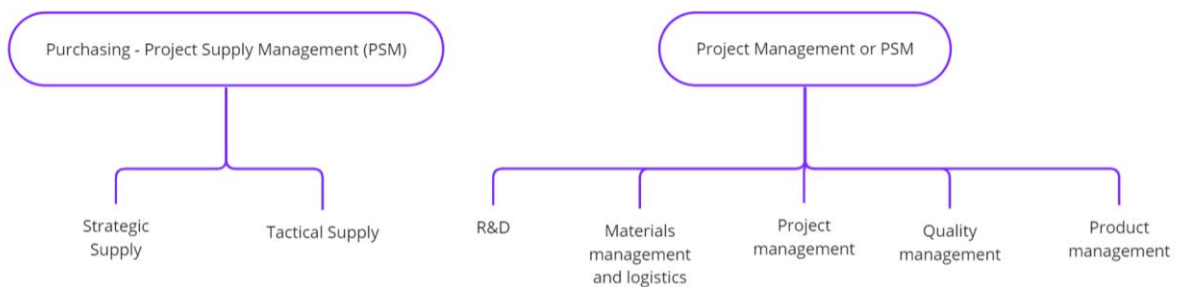 Purchasing - Project Supply Management (PSM)
Project Management or PSM
Strategic
Supply
Tactical Supply
R&D
Materials
management
and logistics
Project
management
Quality
management
Product
management